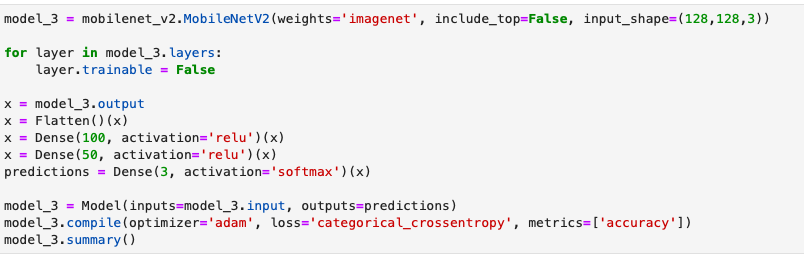 model_3 = mobilenet_v2.MobileNetV2(weights='imagenet', include_top=False, input_shape=(128,128,3))
for layer in model_3.layers:
    layer.trainable = False
x = model_3.output
x = Flatten()(x)
x = Dense(100, activation='relu')(x)
x = Dense(50, activation='relu')(x)
predictions = Dense(3, activation='softmax')(x)
model_3 = Model(inputs=model_3.input, outputs=predictions)
model_3.compile(optimizer='adam', loss='categorical_crossentropy', metrics=['accuracy'])
model_3.summary()